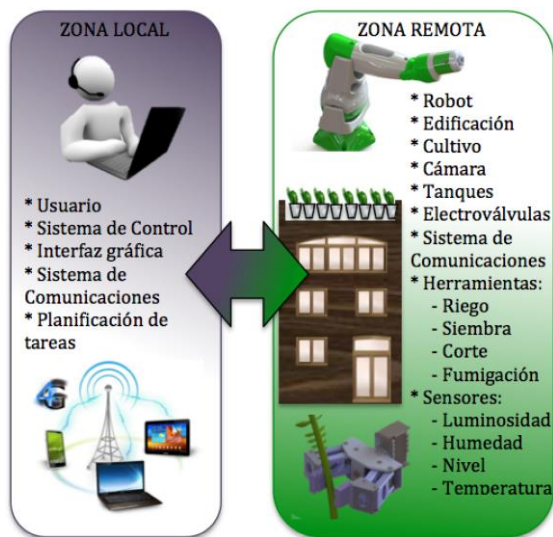 ZONA LOCAL
* Usuario
* Sistema de Control
* Interfaz gráfica
* Sistema de
Comunicaciones
* Planificación de
tareas
ZONA REMOTA
* Robot
* Edificación
* Cultivo
* Cámara
* Tanques
* Electroválvulas
* Sistema de
Comunicaciones
* Herramientas:
- Riego
- Siembra
- Corte
- Fumigación
* Sensores:
- Luminosidad
- Humedad
- Nivel
- Temperatura